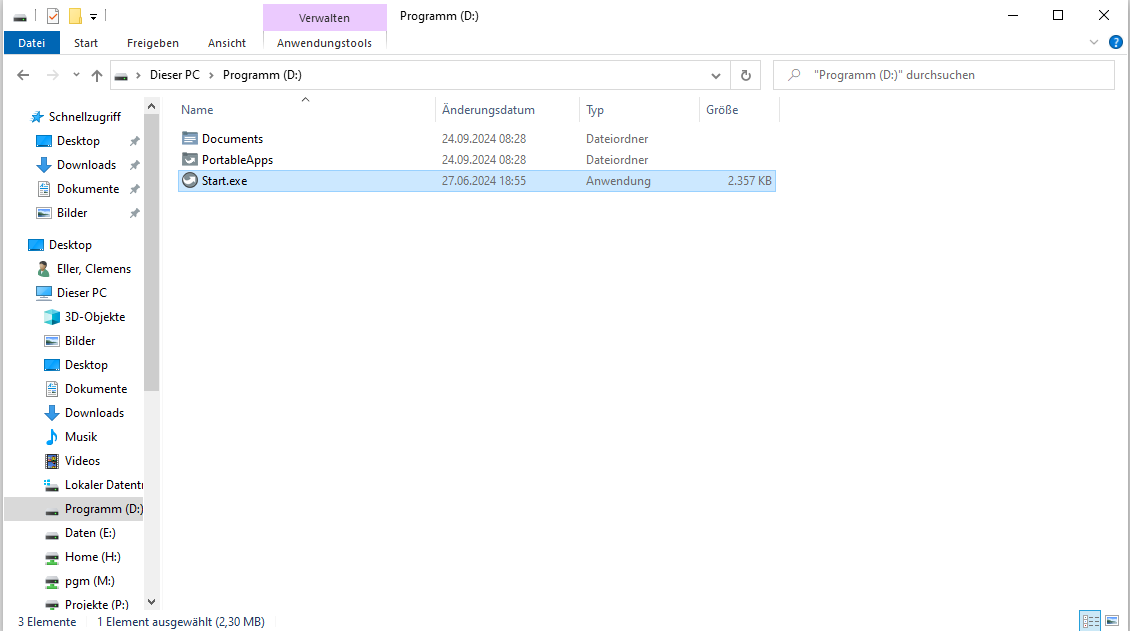 Verwalten
Programm (D:)
Datei Start Freigeben Ansicht Anwendungstools
Dieser PC Programm (D:)
"Programm (D:)" durchsuchen
Name Änderungsdatum Typ Größe
Documents 24.09.2024 08:28 Dateiordner
PortableApps 24.09.2024 08:28 Dateiordner
Start.exe 27.06.2024 18:55 Anwendung 2.357 KB
Schnellzugriff
Desktop
Downloads
Dokumente
Bilder
Desktop
Eller, Clemens
Dieser PC
3D-Objekte
Bilder
Desktop
Dokumente
Downloads
Musik
Videos
Lokaler Datentr
Programm (D:)
Daten (E:)
Home (H:)
pgm (M:)
Projekte (P:)
3 Elemente 1 Element ausgewählt (2,30 MB)